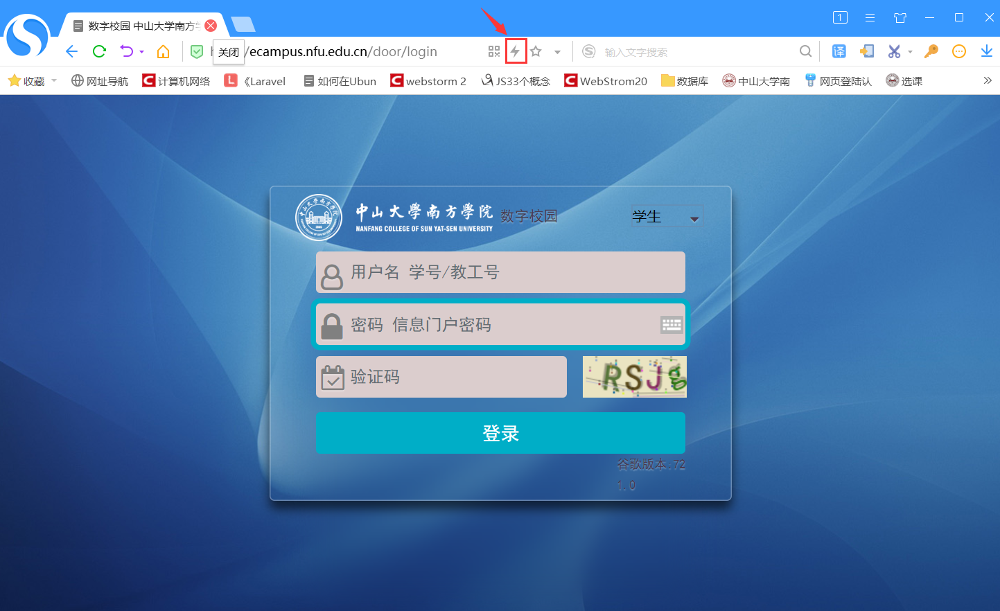 数字校园 中山大学南方学
1
关闭
/ecampus.nfu.edu.cn/door/login
输入文字搜索
译
收藏
网址导航
计算机网络
《Laravel
如何在Ubun
webstorm 2
JS33个概念
WebStrom20
数据库
中山大学南
网页登陆认
选课
中山大學南方學院
NANFANG COLLEGE OF SUN YAT-SEN UNIVERSITY
数字校园
学生
用户名 学号/教工号
密码 信息门户密码
验证码
RSJg
登录
谷歌版本:72
1.0